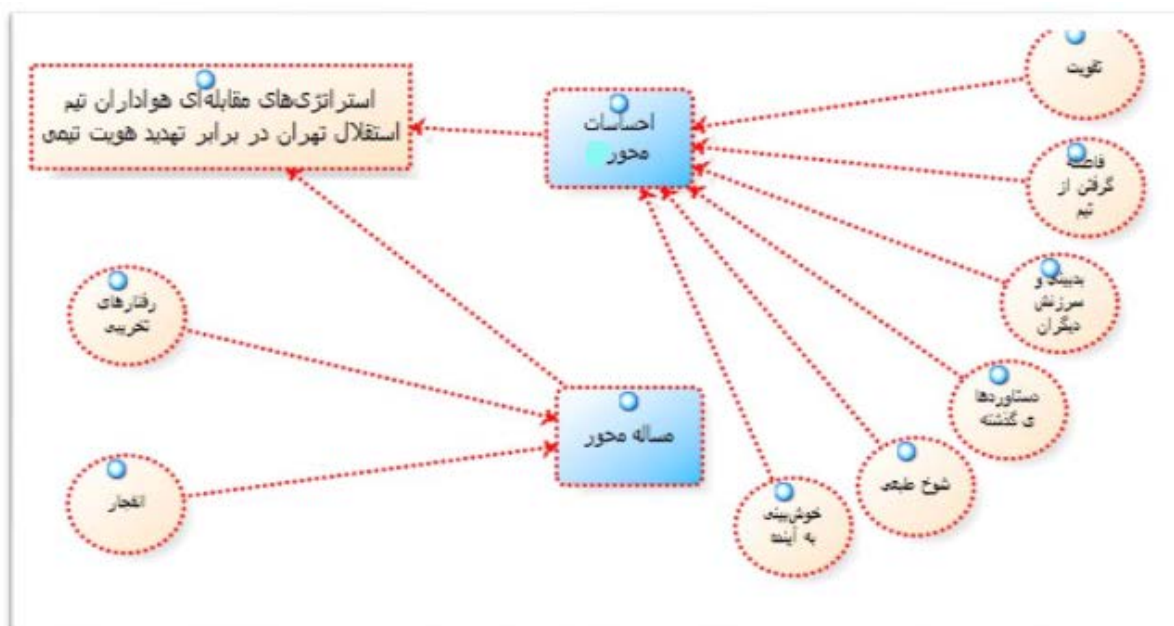 استراتژی‌های مقابله‌ای هواداران تیم
استقلال تهران در برابر تهدید هویت تیمی
احساسات
محور
تقویت
فاصله
گرفتن از
تیم
بدبینی و
سرزنش
دیگران
دستاوردها
ی گذشته
شوخ طبعی
خوش‌بینی
به آینده
رفتارهای
تخریبی
مساله محور
انفجار